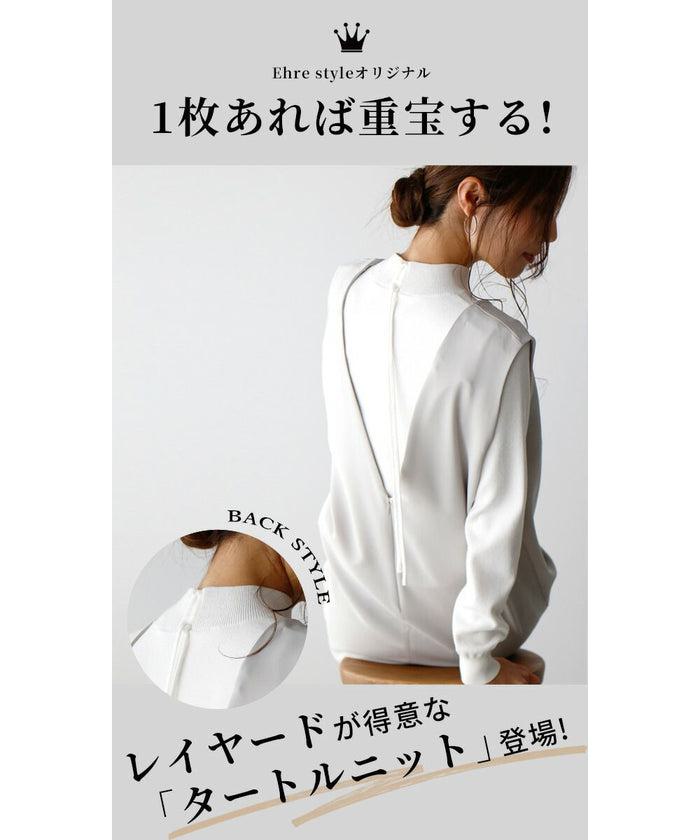 Ehre styleオリジナル
1枚あれば重宝する!
BACK STYLE
レイヤードが得意な
「タートルニット」登場!